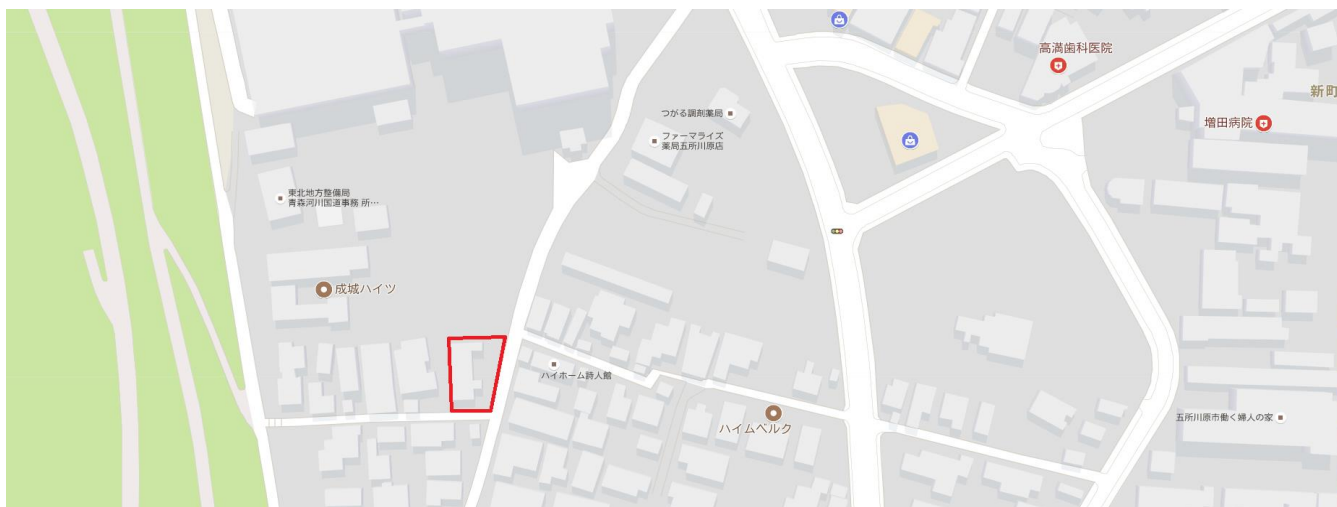 高満歯科医院
新町
つがる調剤薬局
増田病院
ファーマライズ
薬局五所川原店
東北地方整備局
青森河川国道事務 所…
成城ハイツ
ハイホーム詩人館
ハイムベルク
五所川原市働く婦人の家